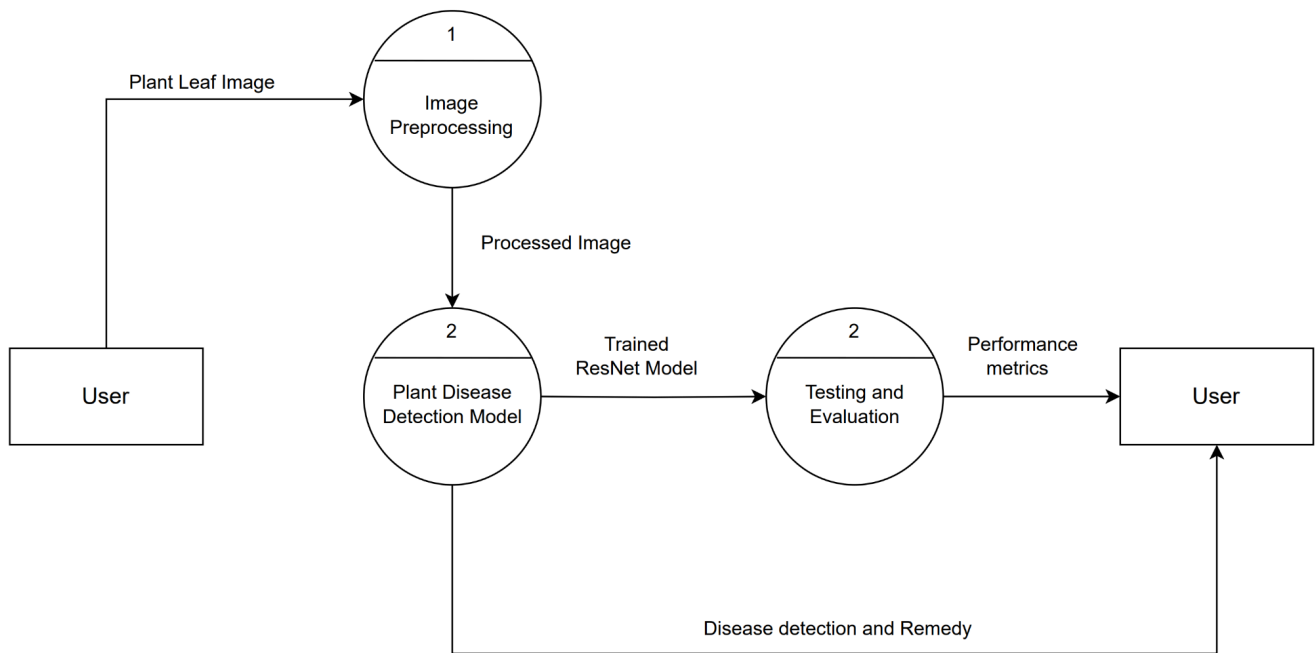 1
Plant Leaf Image
Image
Preprocessing
Processed Image
2
Plant Disease
Detection Model
User
Trained
ResNet Model
2
Testing and
Evaluation
Performance
metrics
User
Disease detection and Remedy